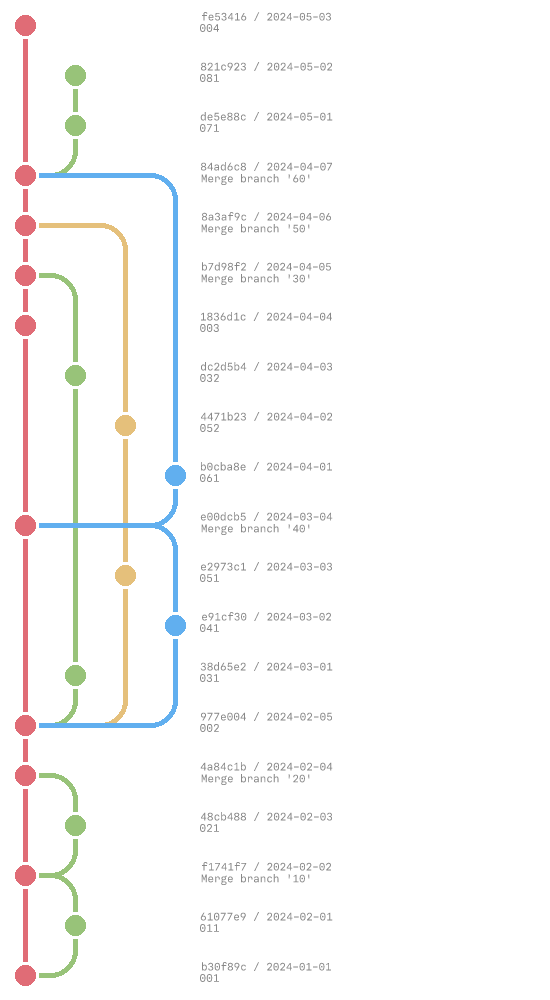 fe53416 / 2024-05-03
004
821c923 / 2024-05-02
081
de5e88c / 2024-05-01
071
84ad6c8 / 2024-04-07
Merge branch '60'
8a3af9c / 2024-04-06
Merge branch '50'
b7d98f2 / 2024-04-05
Merge branch '30'
1836d1c / 2024-04-04
003
dc2d5b4 / 2024-04-03
032
4471b23 / 2024-04-02
052
b0cba8e / 2024-04-01
061
e00dcb5 / 2024-03-04
Merge branch '40'
e2973c1 / 2024-03-03
051
e91cf30 / 2024-03-02
041
38d65e2 / 2024-03-01
031
977e004 / 2024-02-05
002
4a84c1b / 2024-02-04
Merge branch '20'
48cb488 / 2024-02-03
021
f1741f7 / 2024-02-02
Merge branch '10'
61077e9 / 2024-02-01
011
b30f89c / 2024-01-01
001